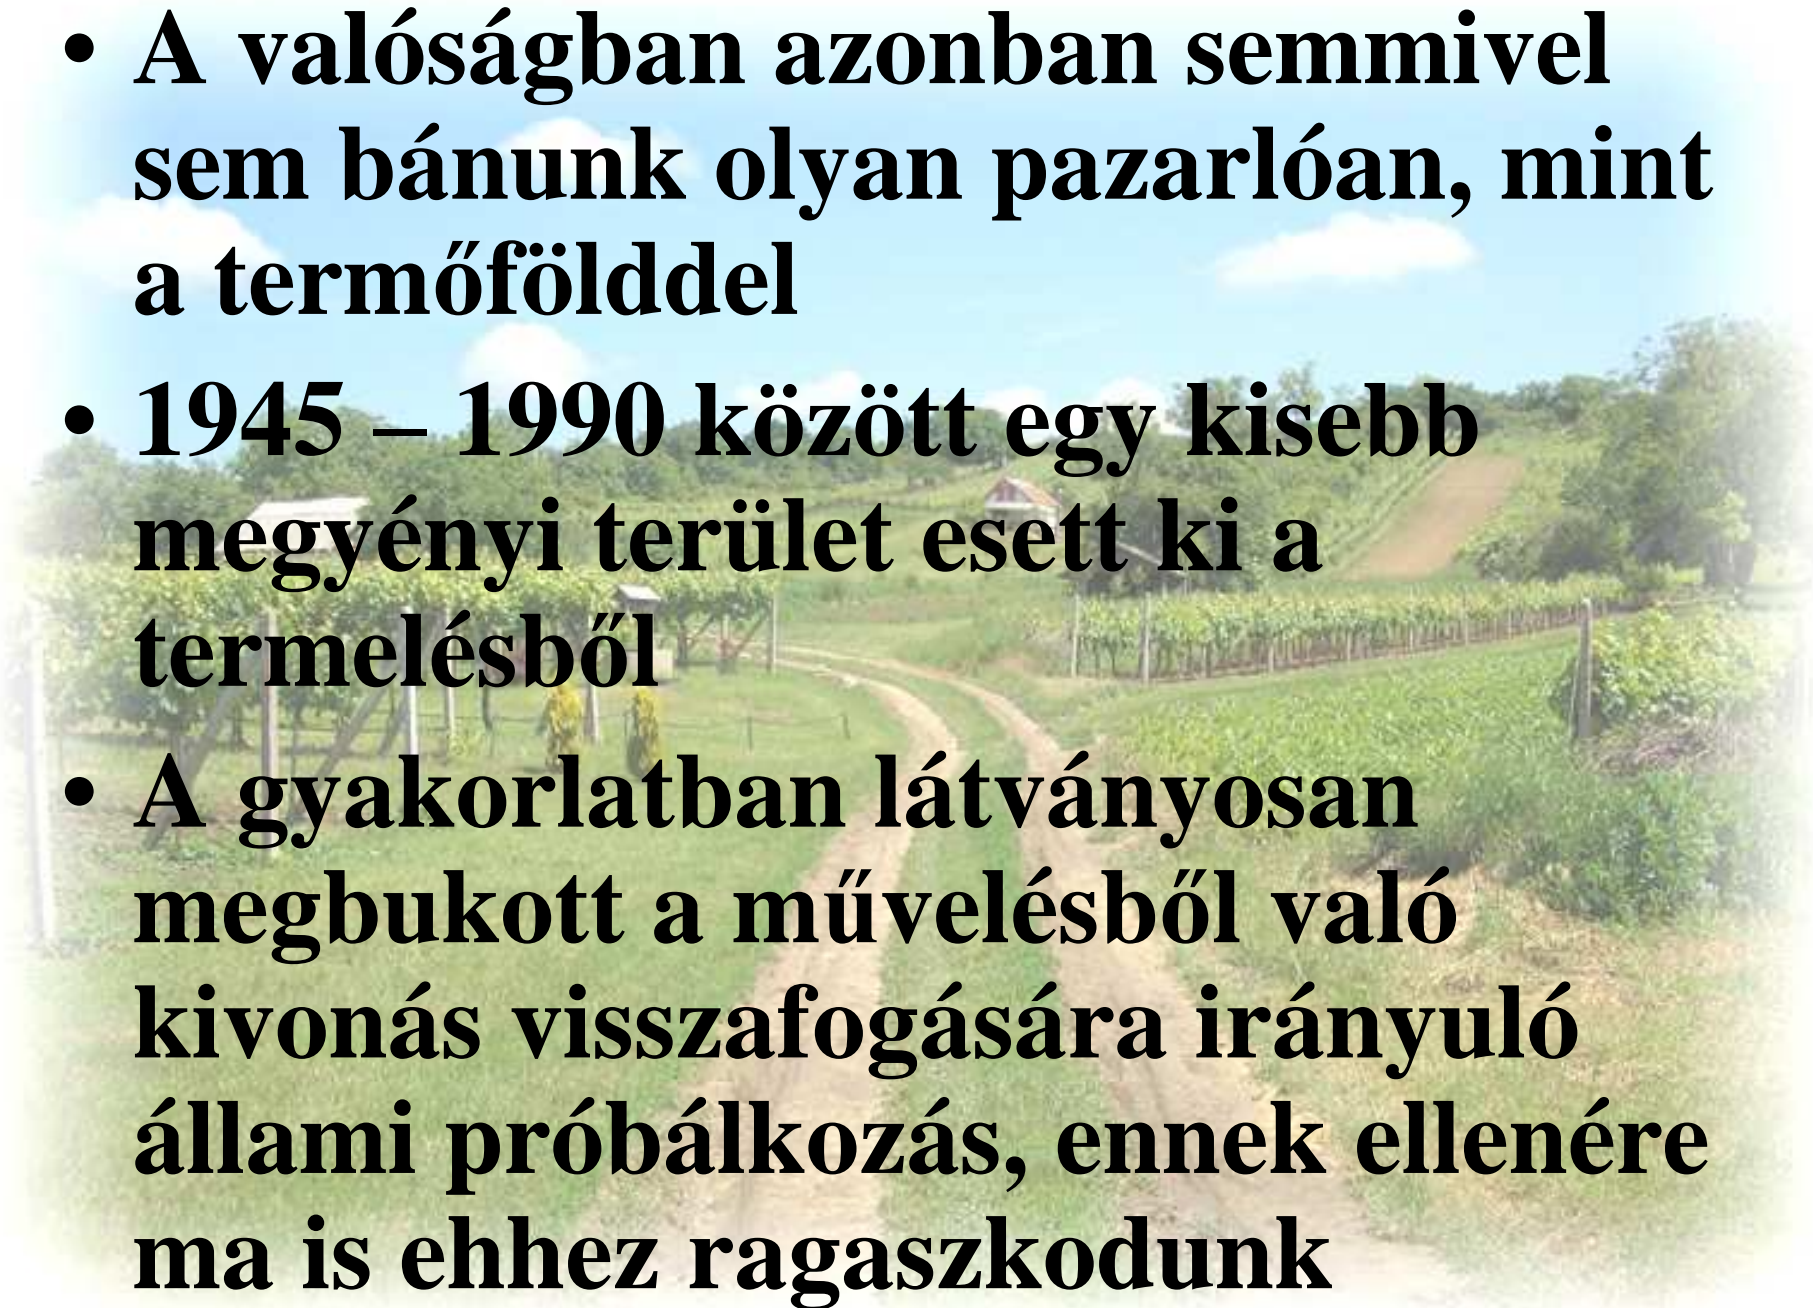 • A valóságban azonban semmivel
sem bánunk olyan pazarlóan, mint
a termőfölddel
• 1945 – 1990 között egy kisebb
megyényi terület esett ki a
termelésből
• A gyakorlatban látványosan
megbukott a művelésből való
kivonás visszafogására irányuló
állami próbálkozás, ennek ellenére
ma is ehhez ragaszkodunk